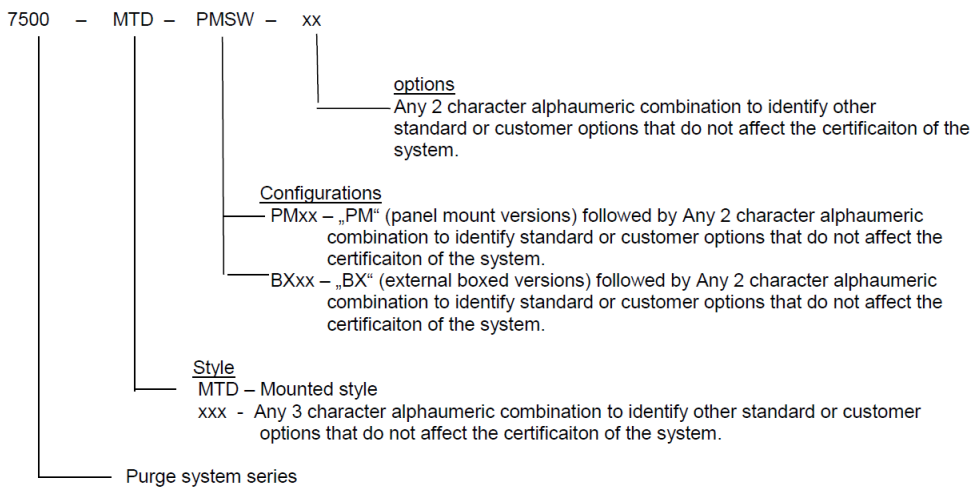 7500 – MTD – PMSW – xx
options
Any 2 character alphaumeric combination to identify other
standard or customer options that do not affect the certificaiton of the
system.
Configurations
PMxx – „PM“ (panel mount versions) followed by Any 2 character alphaumeric
combination to identify standard or customer options that do not affect the
certificaiton of the system.
BXxx – „BX“ (external boxed versions) followed by Any 2 character alphaumeric
combination to identify standard or customer options that do not affect the
certificaiton of the system.
Style
MTD – Mounted style
xxx - Any 3 character alphaumeric combination to identify other standard or customer
options that do not affect the certificaiton of the system.
Purge system series